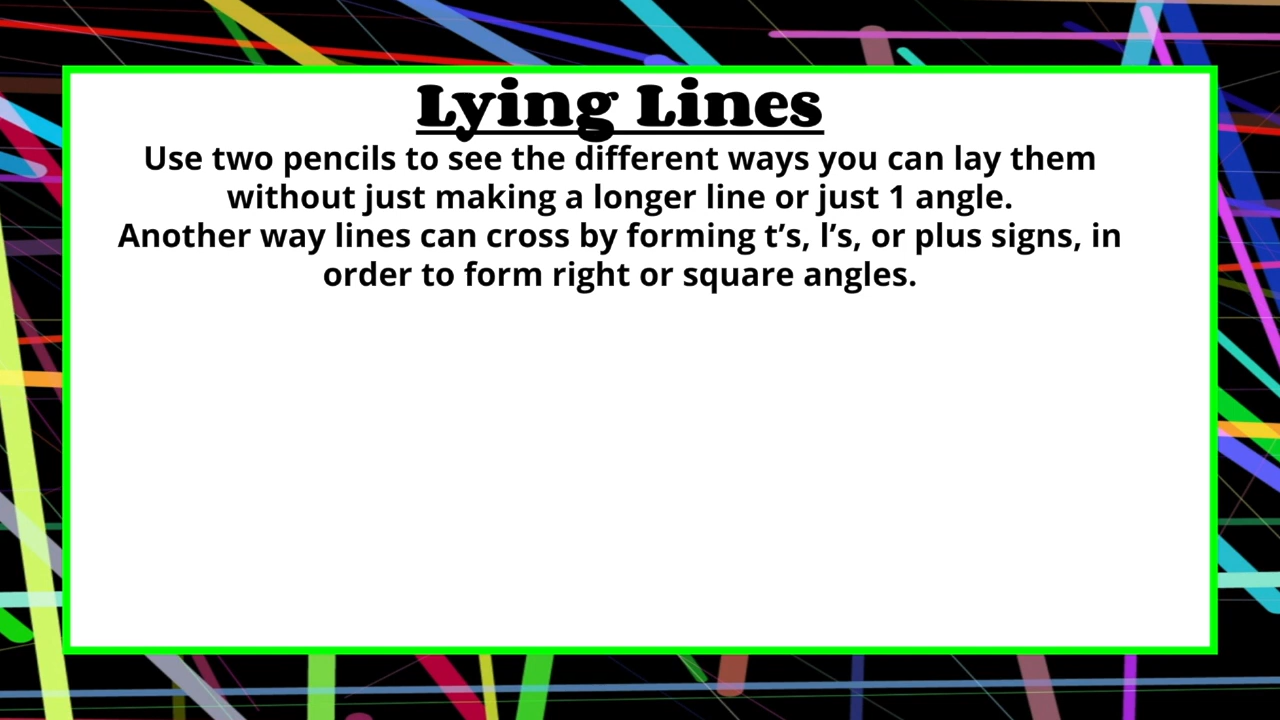 Lying Lines
Use two pencils to see the different ways you can lay them
without just making a longer line or just 1 angle.
Another way lines can cross by forming t’s, l’s, or plus signs, in
order to form right or square angles.